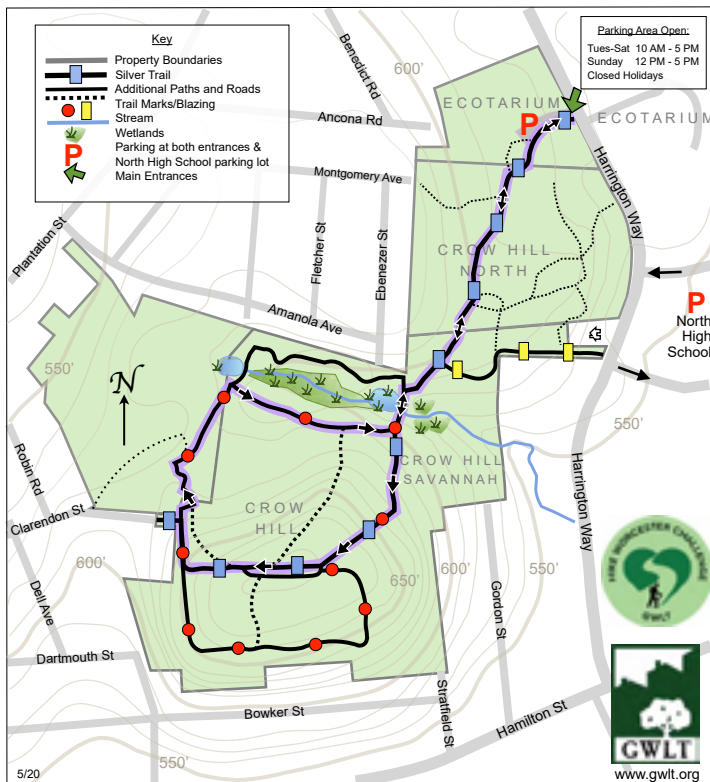 Key
Property Boundaries
Silver Trail
Additional Paths and Roads
Trail Marks/Blazing
Stream
Wetlands
P
Parking at both entrances &
North High School parking lot
Main Entrances
Parking Area Open:
Tues-Sat 10 AM - 5 PM
Sunday 12 PM - 5 PM
Closed Holidays
Benedict Rd
600'
ECOTARIUM
P
ECOTARIUM
Ancona Rd
Montgomery Ave
Harrington Way
Plantation St
Fletcher St
Ebenezer St
CROW HILL
NORTH
P
North
High
School
Amanola Ave
550'
N
550'
Robin Rd
CROW HILL
SAVANNAH
Harrington Way
Clarendon St
CROW
HILL
600'
650'
600'
550'
HIKE WORCESTER CHALLENGE
GWLT
Dell Ave
Gordon St
Dartmouth St
Stratfield St
Bowker St
Hamilton St
GWLT
550'
5/20
www.gwlt.org